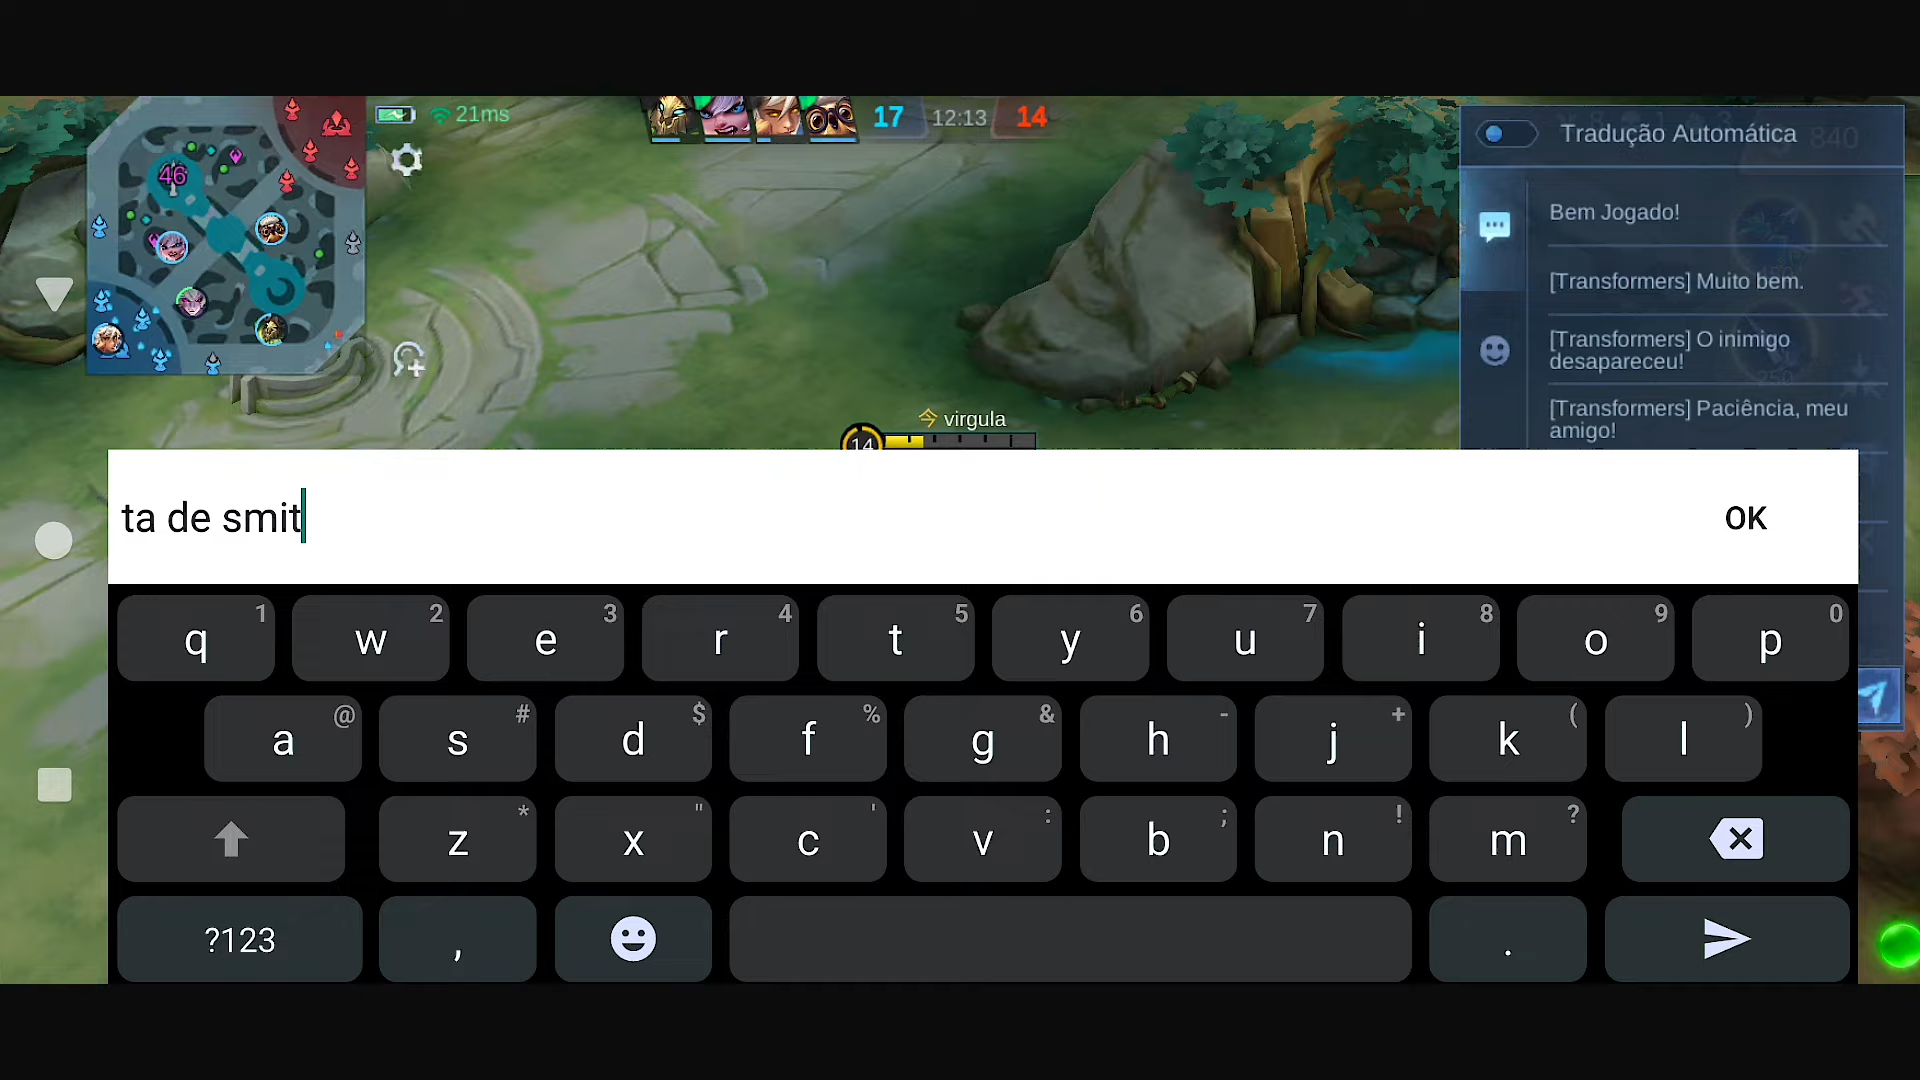 46
21ms
17 12:13 14
Tradução Automática
840
Bem Jogado!
[Transformers] Muito bem.
[Transformers] O inimigo
desapareceu!
[Transformers] Paciência, meu
amigo!
virgula
14
ta de smit
OK
q 1 w 2 e 3 r 4 t 5 y 6 u 7 i 8 o 9 p 0
a @ s # d $ f % g & h - j + k ( l )
z * x " c ' v : b ; n ! m ?
?123 , .